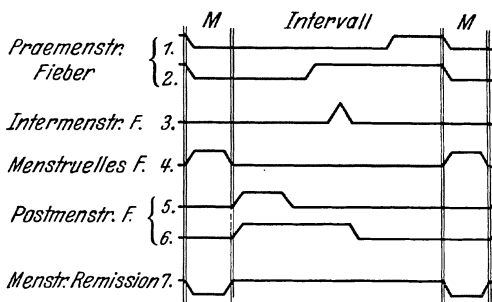 M Intervall M
Praemenstr. 1.
Fieber 2.
Intermenstr. F. 3.
Menstruelles F. 4.
Postmenstr. F. 5.
6.
Menstr. Remission 7.